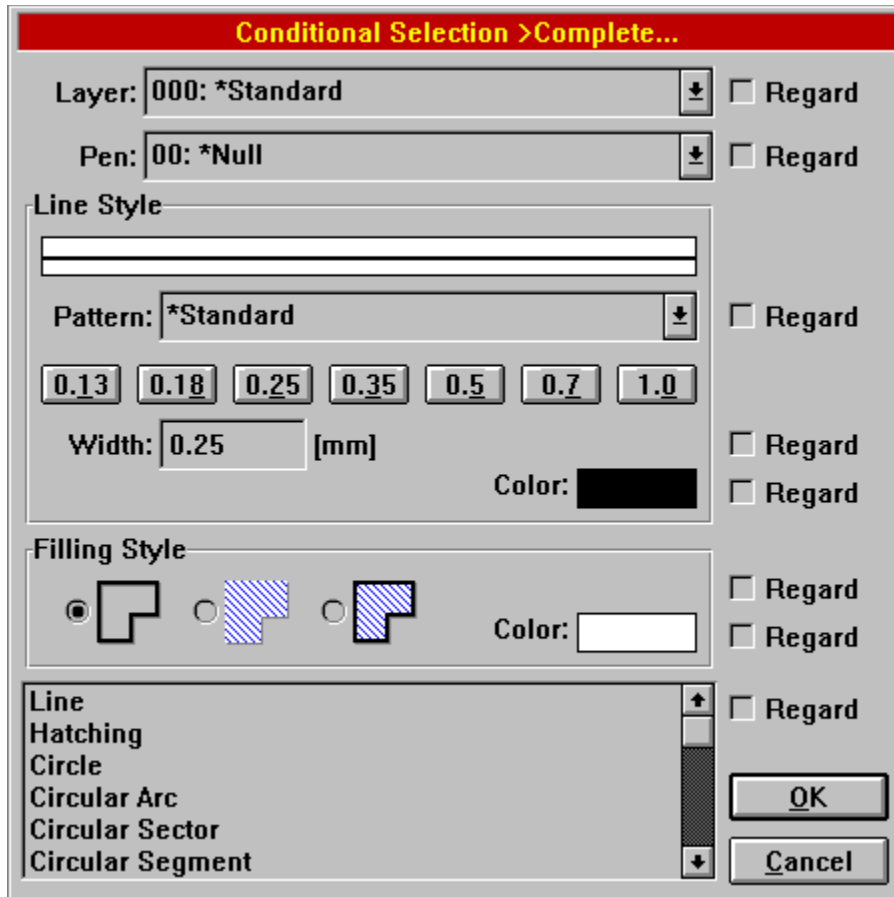 Conditional Selection >Complete...
Layer: 000: *Standard Regard
Pen: 00: *Null Regard
Line Style
Pattern: *Standard Regard
0.13 0.18 0.25 0.35 0.5 0.7 1.0
Width: 0.25 [mm] Regard
Color: Regard
Filling Style
Regard
Color: Regard
Line Regard
Hatching
Circle
Circular Arc
Circular Sector
Circular Segment
OK
Cancel